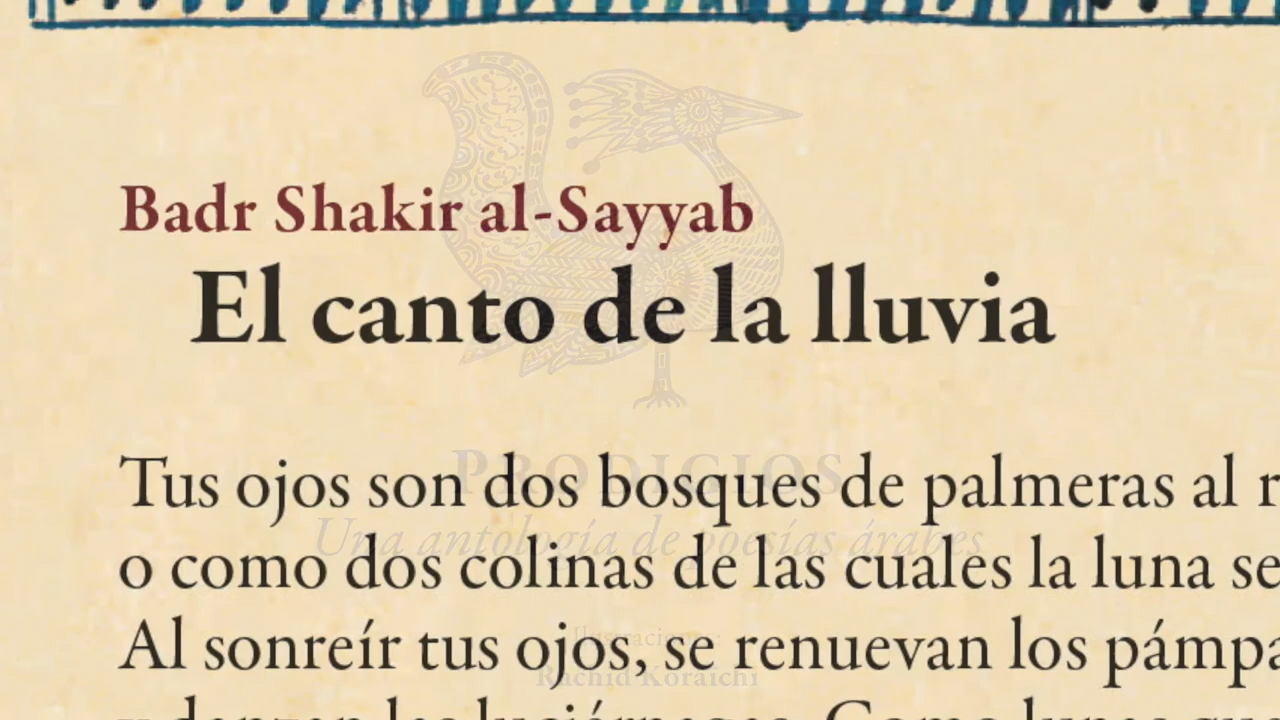 Badr Shakir al-Sayyab
El canto de la lluvia
Tus ojos son dos bosques de palmeras al
PRODIGIOS
Una antología de poesías árabes
o como dos colinas de las cuales la luna se
Ilustraciones:
Al sonreír tus ojos, se renuevan los
Rachid Koraïchi